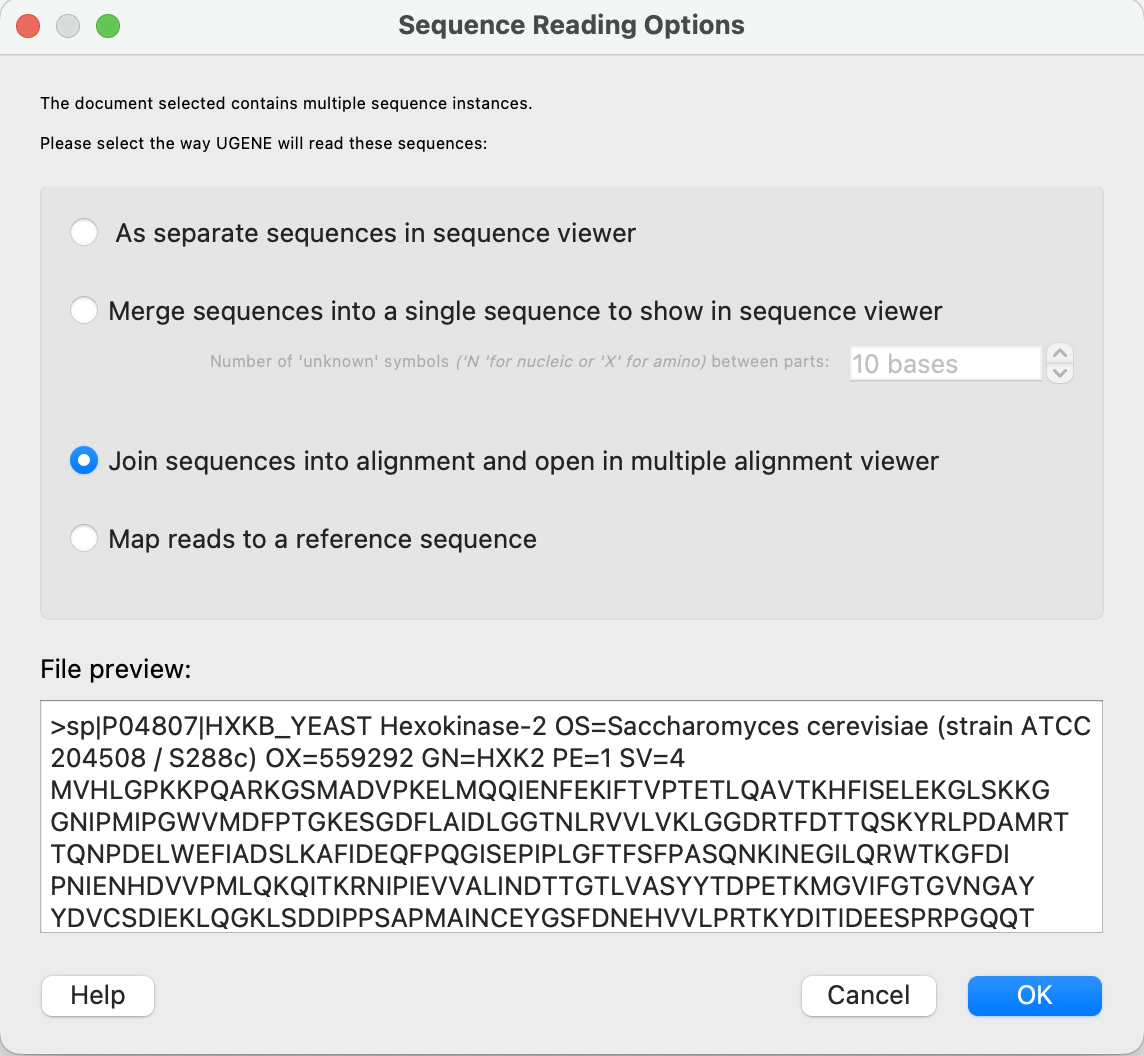 Sequence Reading Options
The document selected contains multiple sequence instances.
Please select the way UGENE will read these sequences:
As separate sequences in sequence viewer
Merge sequences into a single sequence to show in sequence viewer
Number of 'unknown' symbols ('N 'for nucleic or 'X' for amino) between parts: 10 bases
Join sequences into alignment and open in multiple alignment viewer
Map reads to a reference sequence
File preview:
>sp|P04807|HXKB_YEAST Hexokinase-2 OS=Saccharomyces cerevisiae (strain ATCC
204508 / S288c) OX=559292 GN=HXK2 PE=1 SV=4
MVHLGPKKPQARKGSMADVPKELMQQIENFEKIFTVPTETLQAVTKHFISELEKGLSKKG
GNIPMIPGWVMDFPTGKESGDFLAIDLGGTNLRVVLVKLGGDRTFDTTQSKYRLPDAMRT
TQNPDELWEFIADSLKAFIDEQFPQGISEPIPLGFTFSFPASQNKINEGILQRWTKGFDI
PNIENHDVVPMLQKQITKRNIPIEVVALINDTTGTLVASYYTDPETKMGVIFGTGVNGAY
YDVCSDIEKLQGKLSDDIPPSAPMAINCEYGSFDNEHVVLPRTKYDITIDEESPRPGQQT
Help
Cancel
OK